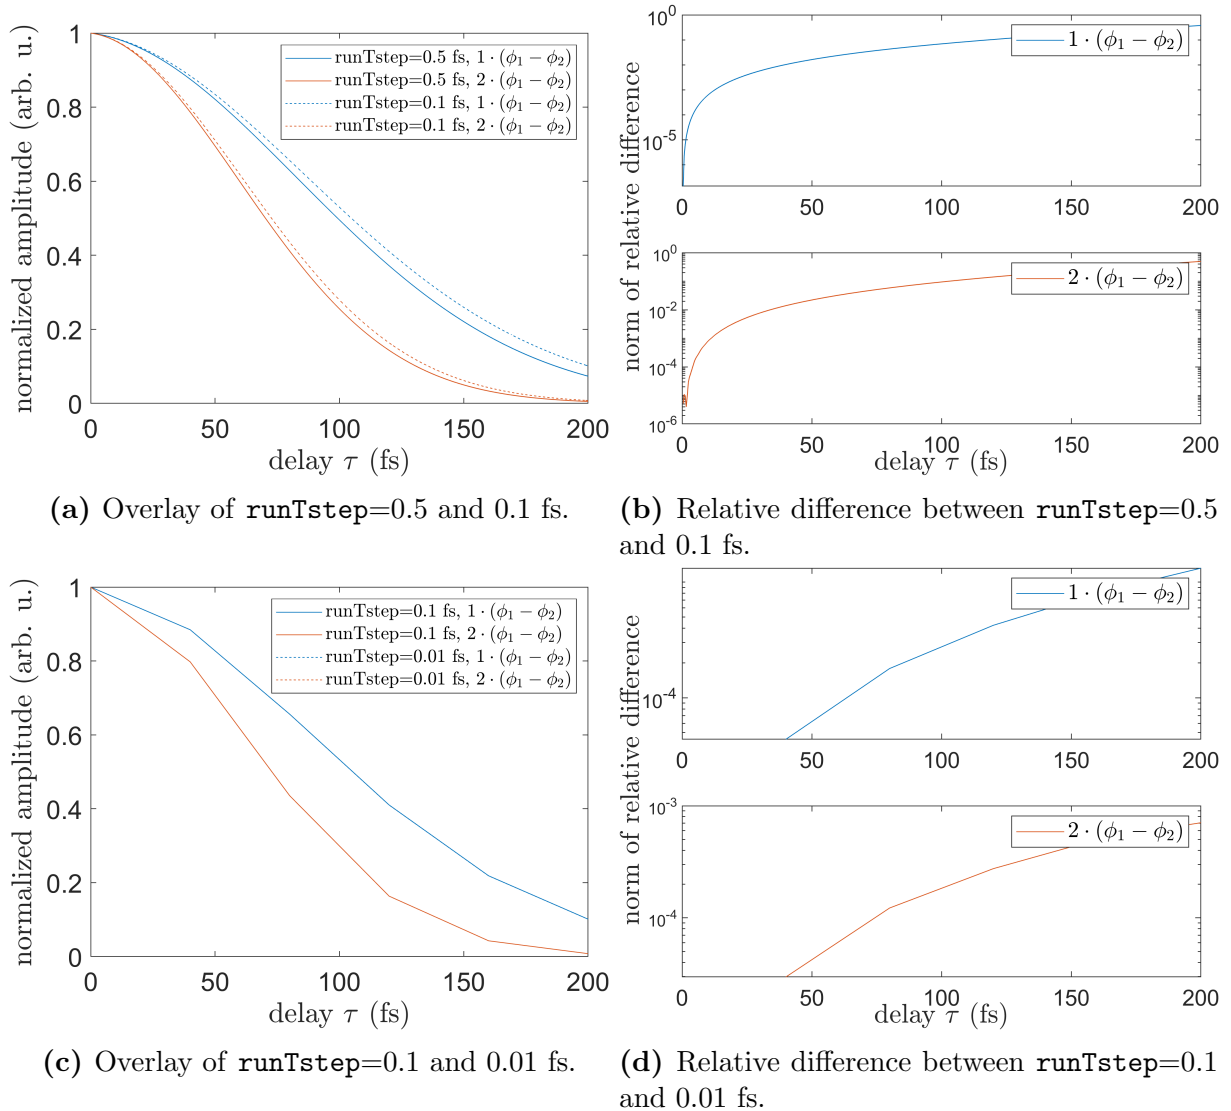 normalized amplitude (arb. u.)
1
0.8
0.6
0.4
0.2
0
0 50 100 150 200
delay τ (fs)
runTstep=0.5 fs, 1 · (ϕ₁ − ϕ₂)
runTstep=0.5 fs, 2 · (ϕ₁ − ϕ₂)
runTstep=0.1 fs, 1 · (ϕ₁ − ϕ₂)
runTstep=0.1 fs, 2 · (ϕ₁ − ϕ₂)
(a) Overlay of runTstep=0.5 and 0.1 fs.
norm of relative difference
10⁰
10⁻⁵
1 · (ϕ₁ − ϕ₂)
0 50 100 150 200
10⁰
10⁻²
10⁻⁴
10⁻⁶
2 · (ϕ₁ − ϕ₂)
0 50 100 150 200
delay τ (fs)
(b) Relative difference between runTstep=0.5
and 0.1 fs.
normalized amplitude (arb. u.)
1
0.8
0.6
0.4
0.2
0
0 50 100 150 200
delay τ (fs)
runTstep=0.1 fs, 1 · (ϕ₁ − ϕ₂)
runTstep=0.1 fs, 2 · (ϕ₁ − ϕ₂)
runTstep=0.01 fs, 1 · (ϕ₁ − ϕ₂)
runTstep=0.01 fs, 2 · (ϕ₁ − ϕ₂)
(c) Overlay of runTstep=0.1 and 0.01 fs.
norm of relative difference
10⁻⁴
1 · (ϕ₁ − ϕ₂)
0 50 100 150 200
10⁻³
10⁻⁴
2 · (ϕ₁ − ϕ₂)
0 50 100 150 200
delay τ (fs)
(d) Relative difference between runTstep=0.1
and 0.01 fs.